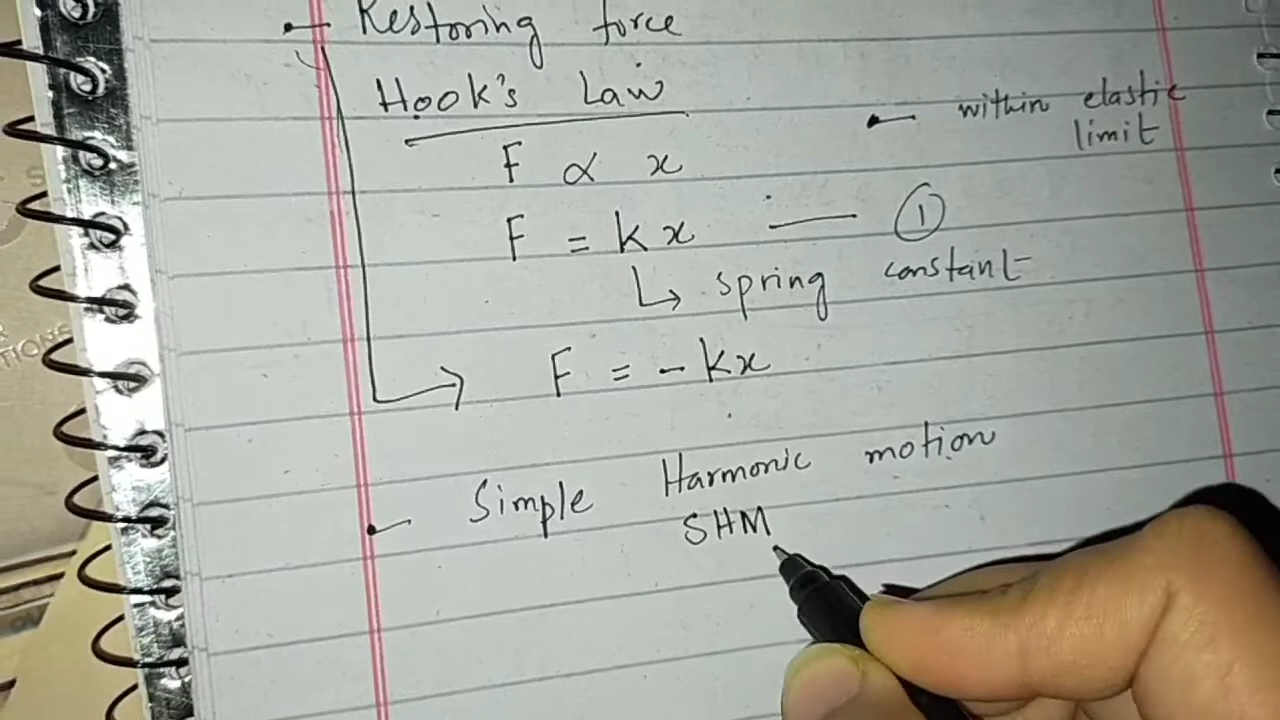 Restoring force
Hook's Law
within elastic
limit
F ∝ x
F = kx — ①
↳ spring constant
→ F = -kx
Simple Harmonic motion
SHM